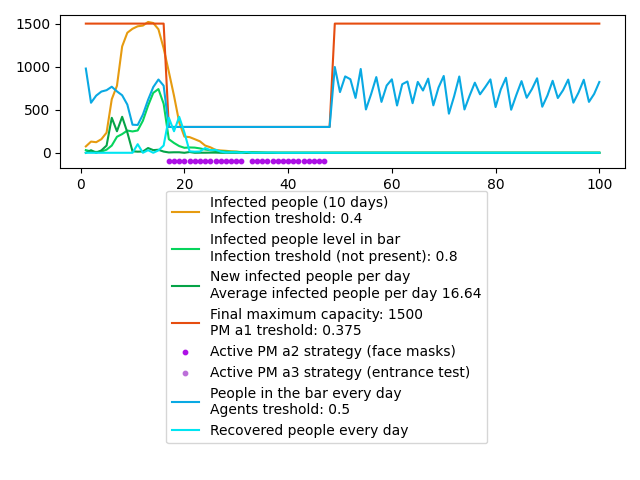 1500
1000
500
0
0 20 40 60 80 100
Infected people (10 days)
Infection treshold: 0.4
Infected people level in bar
Infection treshold (not present): 0.8
New infected people per day
Average infected people per day 16.64
Final maximum capacity: 1500
PM a1 treshold: 0.375
Active PM a2 strategy (face masks)
Active PM a3 strategy (entrance test)
People in the bar every day
Agents treshold: 0.5
Recovered people every day